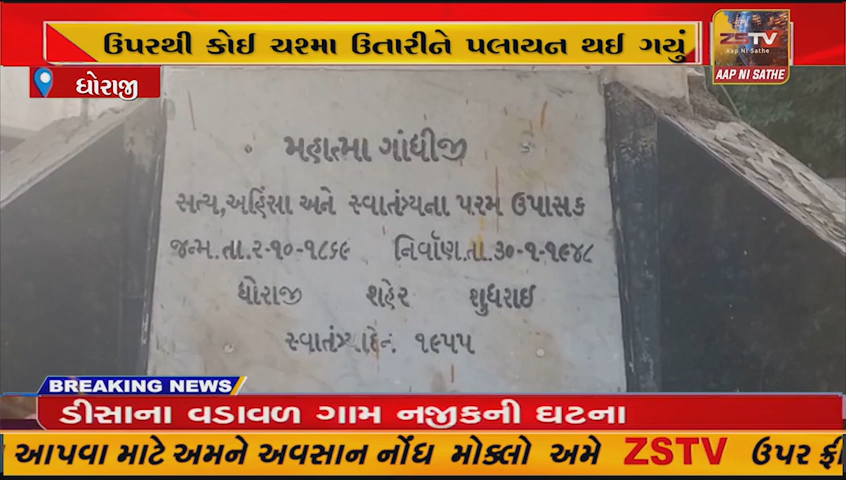 ઉપરથી કોઈ ચશ્મા ઉતારીને પલાયન થઈ ગયું
ZSTV
Aap Ni Sathe
AAP NI SATHE
ધોરાજી
મહાત્મા ગાંધીજી
સત્ય,અહિંસા અને સ્વાતંત્ર્યના પરમ ઉપાસક
જન્મ.તા.૨-૧૦-૧૮૬૯ નિર્વાણ.તા.૩૦-૧-૧૯૪૮
ધોરાજી શહેર સુધરાઈ
સ્વાતંત્ર્યદિન ૧૯૫૫
BREAKING NEWS
ડીસાના વડાવળ ગામ નજીકની ઘટના
આપવા માટે અમને અવસાન નોંધ મોકલો અમે ZSTV ઉપર ફ્રી